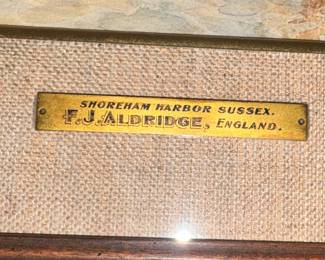 SHOREHAM HARBOR SUSSEX.
F.J. ALDRIDGE, ENGLAND.